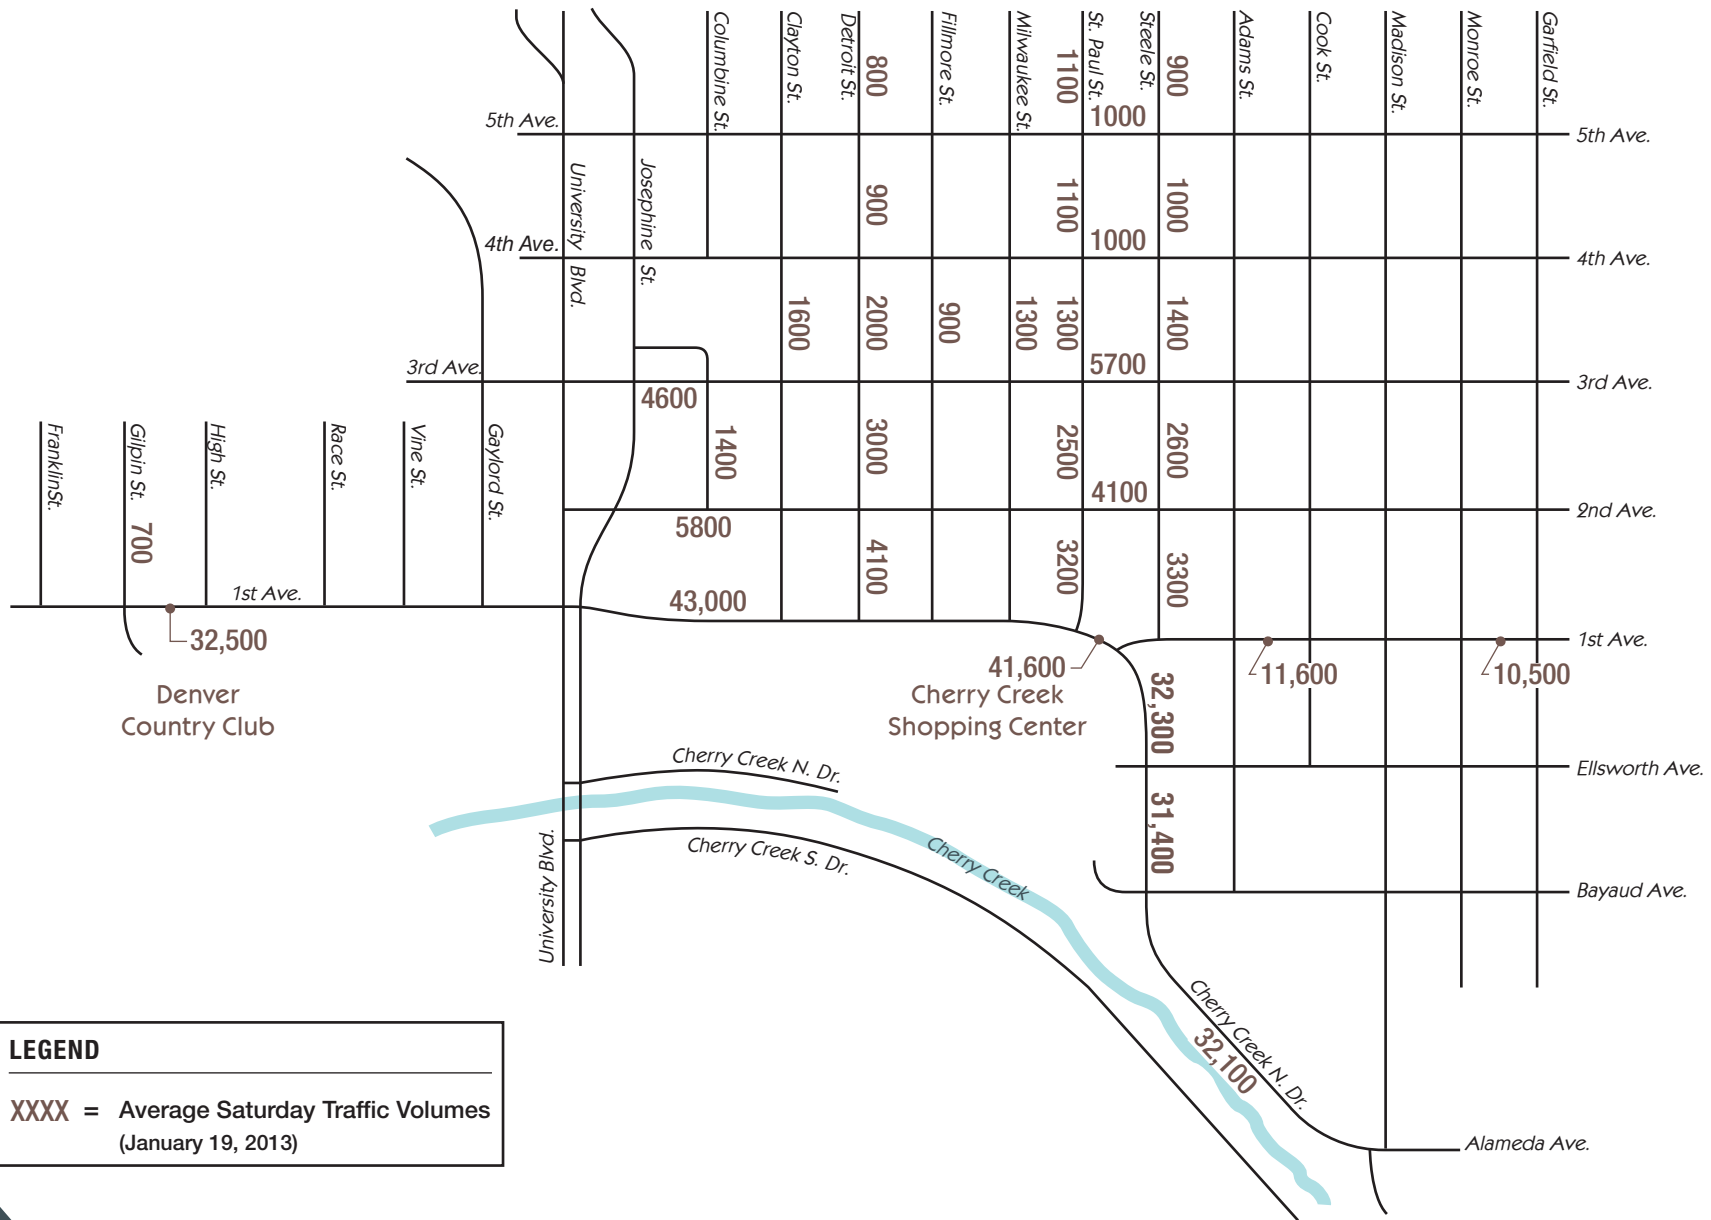 Columbine St.
Clayton St.
Detroit St.
800
Fillmore St.
Milwaukee St.
1100
St. Paul St.
Steele St.
900
Adams St.
Cook St.
Madison St.
Monroe St.
Garfield St.
1000
5th Ave.
5th Ave.
University Blvd.
Josephine St.
900
1100
1000
1000
4th Ave.
4th Ave.
1600
2000
900
1300
1300
1400
5700
3rd Ave.
3rd Ave.
4600
1400
3000
2500
2600
4100
FranklinSt.
Gilpin St.
High St.
Race St.
Vine St.
Gaylord St.
2nd Ave.
5800
700
4100
3200
3300
1st Ave.
43,000
32,500
1st Ave.
41,600
11,600
10,500
Denver
Country Club
Cherry Creek
Shopping Center
32,300
Cherry Creek N. Dr.
Ellsworth Ave.
31,400
University Blvd.
Cherry Creek S. Dr.
Cherry Creek
Bayaud Ave.
Cherry Creek N. Dr.
32,100
Alameda Ave.
LEGEND
XXXX = Average Saturday Traffic Volumes
(January 19, 2013)